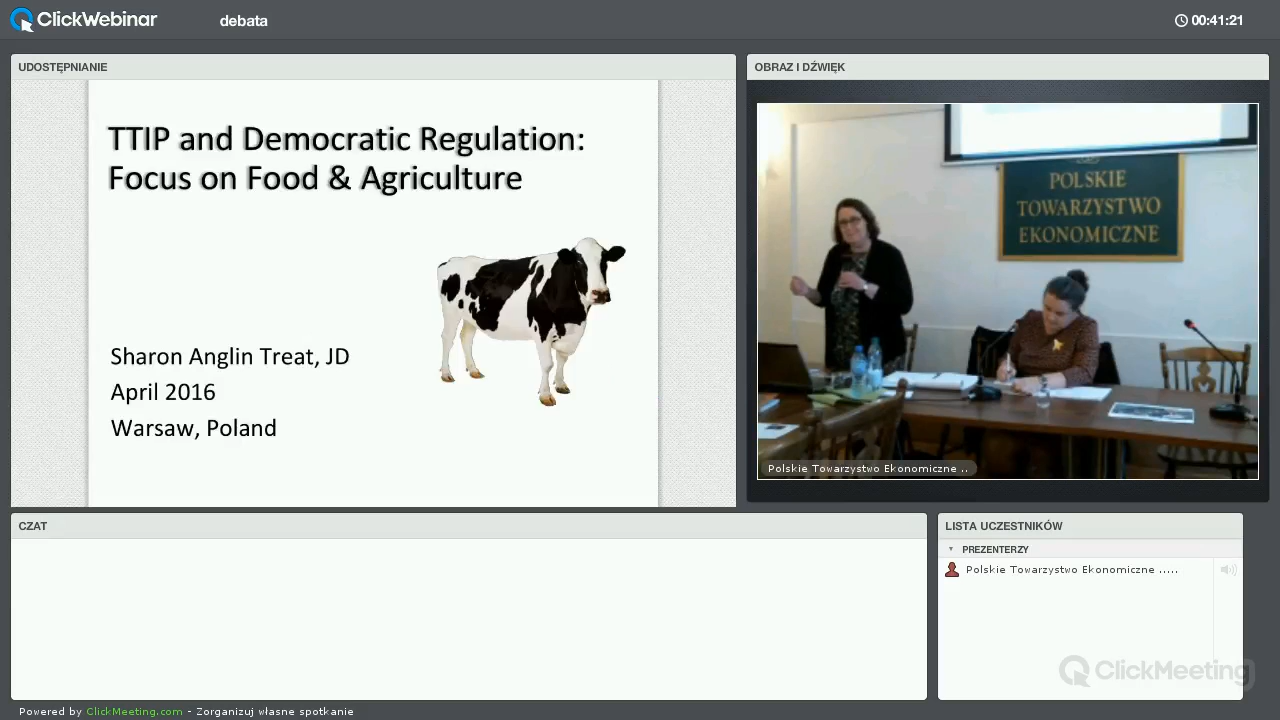 ClickWebinar
debata
00:41:21
UDOSTĘPNIANIE
TTIP and Democratic Regulation:
Focus on Food & Agriculture
Sharon Anglin Treat, JD
April 2016
Warsaw, Poland
OBRAZ I DŹWIĘK
POLSKIE
TOWARZYSTWO
EKONOMICZNE
Polskie Towarzystwo Ekonomiczne ..
CZAT
LISTA UCZESTNIKÓW
PREZENTERZY
Polskie Towarzystwo Ekonomiczne .....
ClickMeeting
Powered by ClickMeeting.com - Zorganizuj własne spotkanie